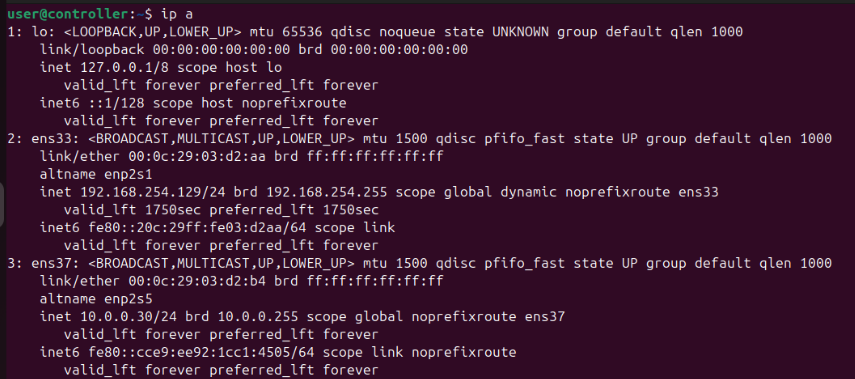 user@controller:~$ ip a
1: lo: <LOOPBACK,UP,LOWER_UP> mtu 65536 qdisc noqueue state UNKNOWN group default qlen 1000
    link/loopback 00:00:00:00:00:00 brd 00:00:00:00:00:00
    inet 127.0.0.1/8 scope host lo
       valid_lft forever preferred_lft forever
    inet6 ::1/128 scope host noprefixroute
       valid_lft forever preferred_lft forever
2: ens33: <BROADCAST,MULTICAST,UP,LOWER_UP> mtu 1500 qdisc pfifo_fast state UP group default qlen 1000
    link/ether 00:0c:29:03:d2:aa brd ff:ff:ff:ff:ff:ff
    altname enp2s1
    inet 192.168.254.129/24 brd 192.168.254.255 scope global dynamic noprefixroute ens33
       valid_lft 1750sec preferred_lft 1750sec
    inet6 fe80::20c:29ff:fe03:d2aa/64 scope link
       valid_lft forever preferred_lft forever
3: ens37: <BROADCAST,MULTICAST,UP,LOWER_UP> mtu 1500 qdisc pfifo_fast state UP group default qlen 1000
    link/ether 00:0c:29:03:d2:b4 brd ff:ff:ff:ff:ff:ff
    altname enp2s5
    inet 10.0.0.30/24 brd 10.0.0.255 scope global noprefixroute ens37
       valid_lft forever preferred_lft forever
    inet6 fe80::cce9:ee92:1cc1:4505/64 scope link noprefixroute
       valid_lft forever preferred_lft forever